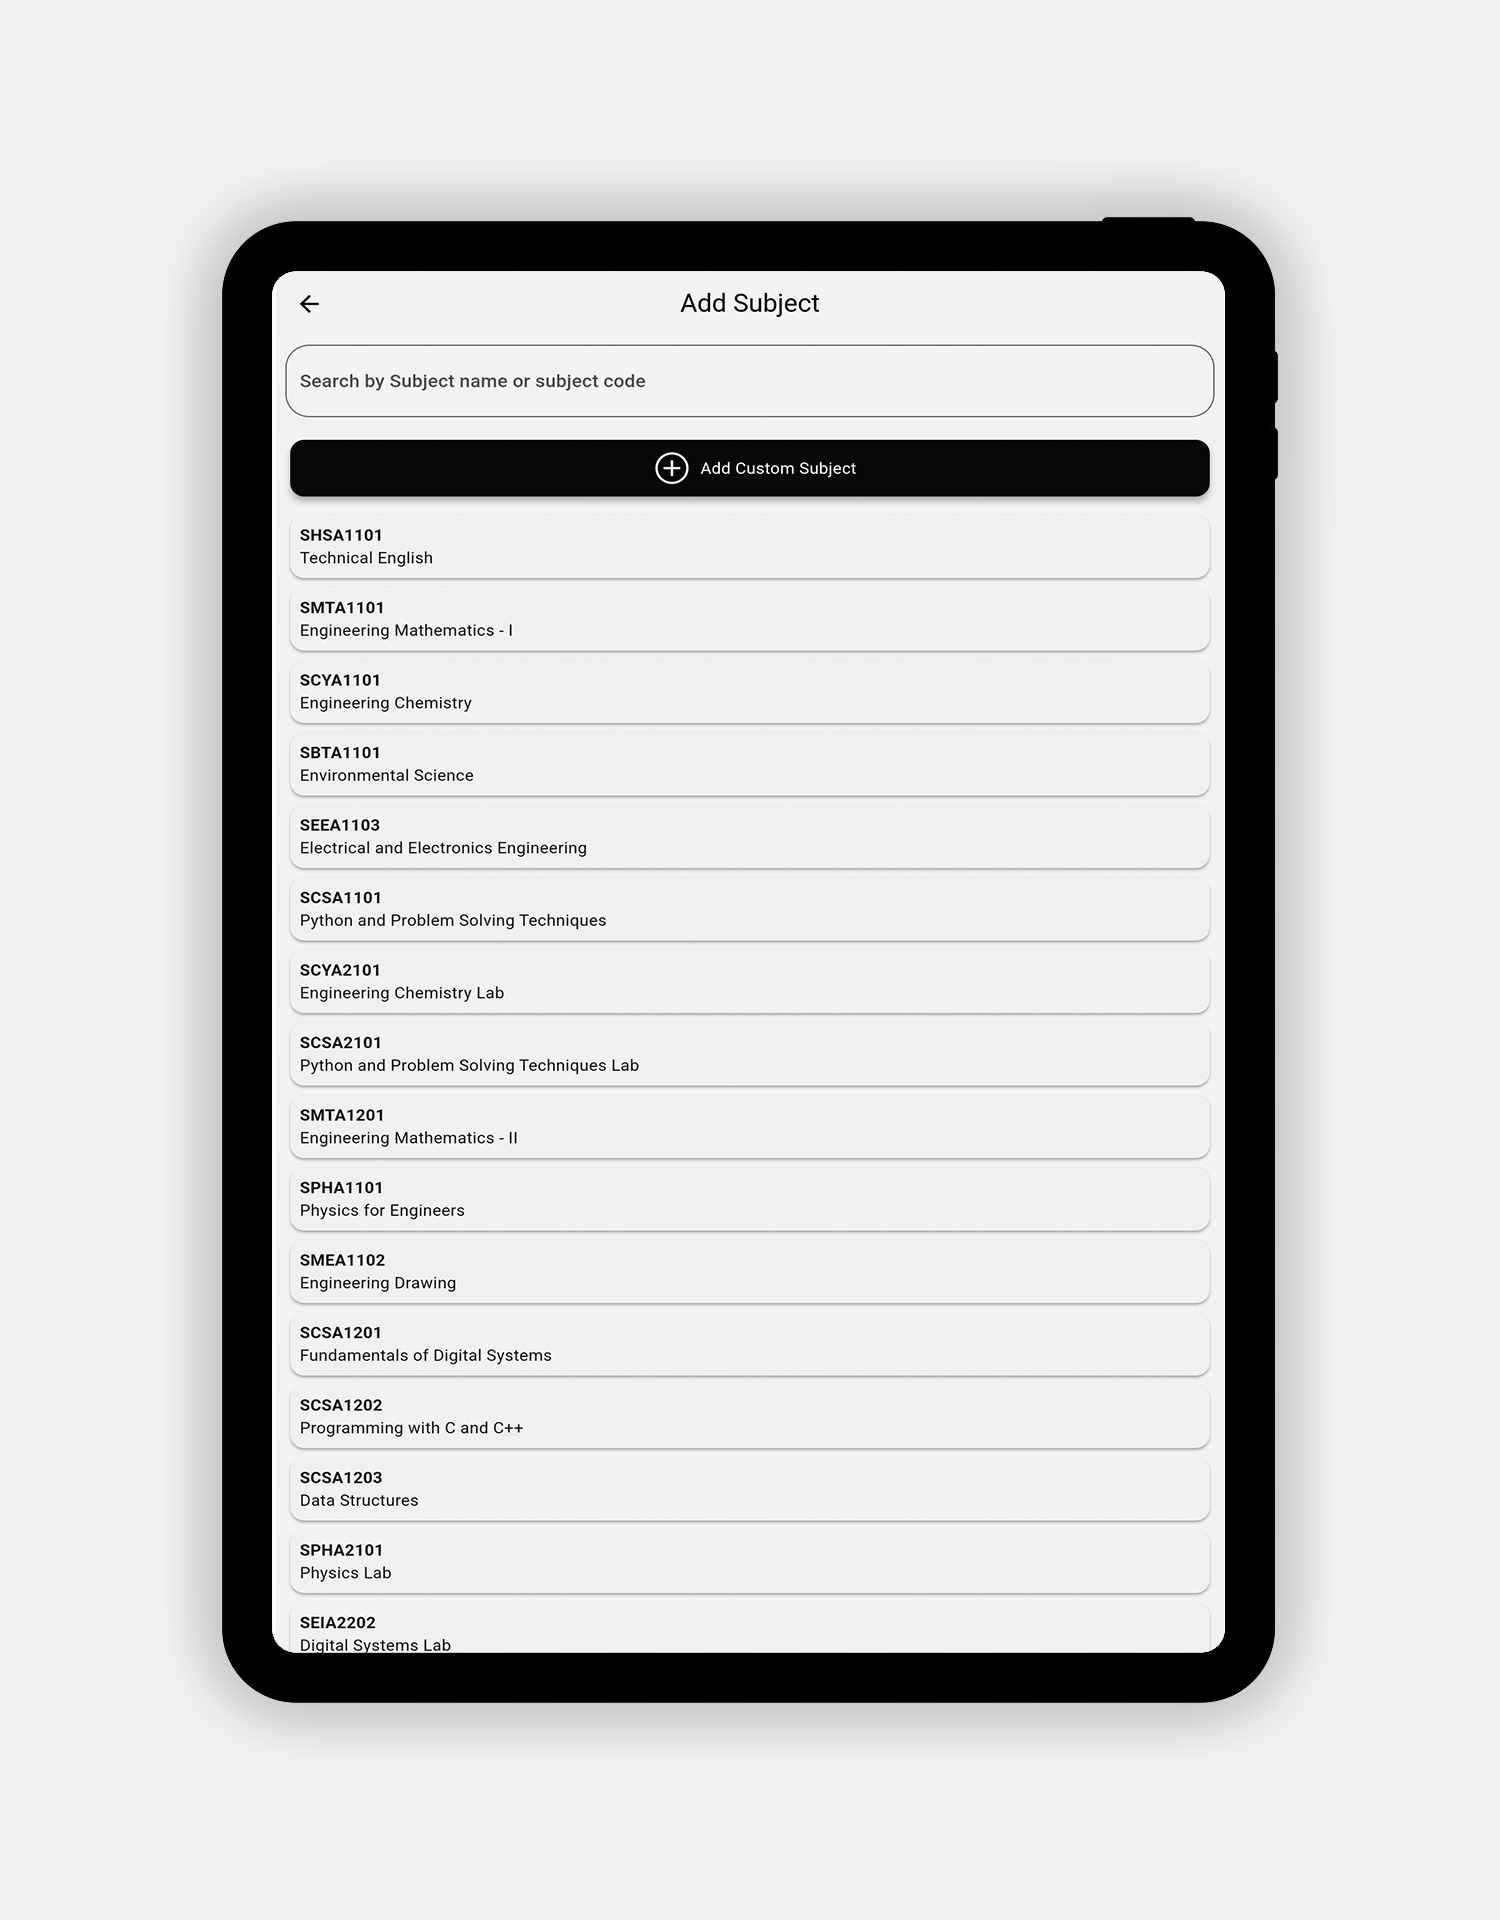 Add Subject
Search by Subject name or subject code
Add Custom Subject
SHSA1101
Technical English
SMTA1101
Engineering Mathematics - I
SCYA1101
Engineering Chemistry
SBTA1101
Environmental Science
SEEA1103
Electrical and Electronics Engineering
SCSA1101
Python and Problem Solving Techniques
SCYA2101
Engineering Chemistry Lab
SCSA2101
Python and Problem Solving Techniques Lab
SMTA1201
Engineering Mathematics - II
SPHA1101
Physics for Engineers
SMEA1102
Engineering Drawing
SCSA1201
Fundamentals of Digital Systems
SCSA1202
Programming with C and C++
SCSA1203
Data Structures
SPHA2101
Physics Lab
SEIA2202
Digital Systems Lab